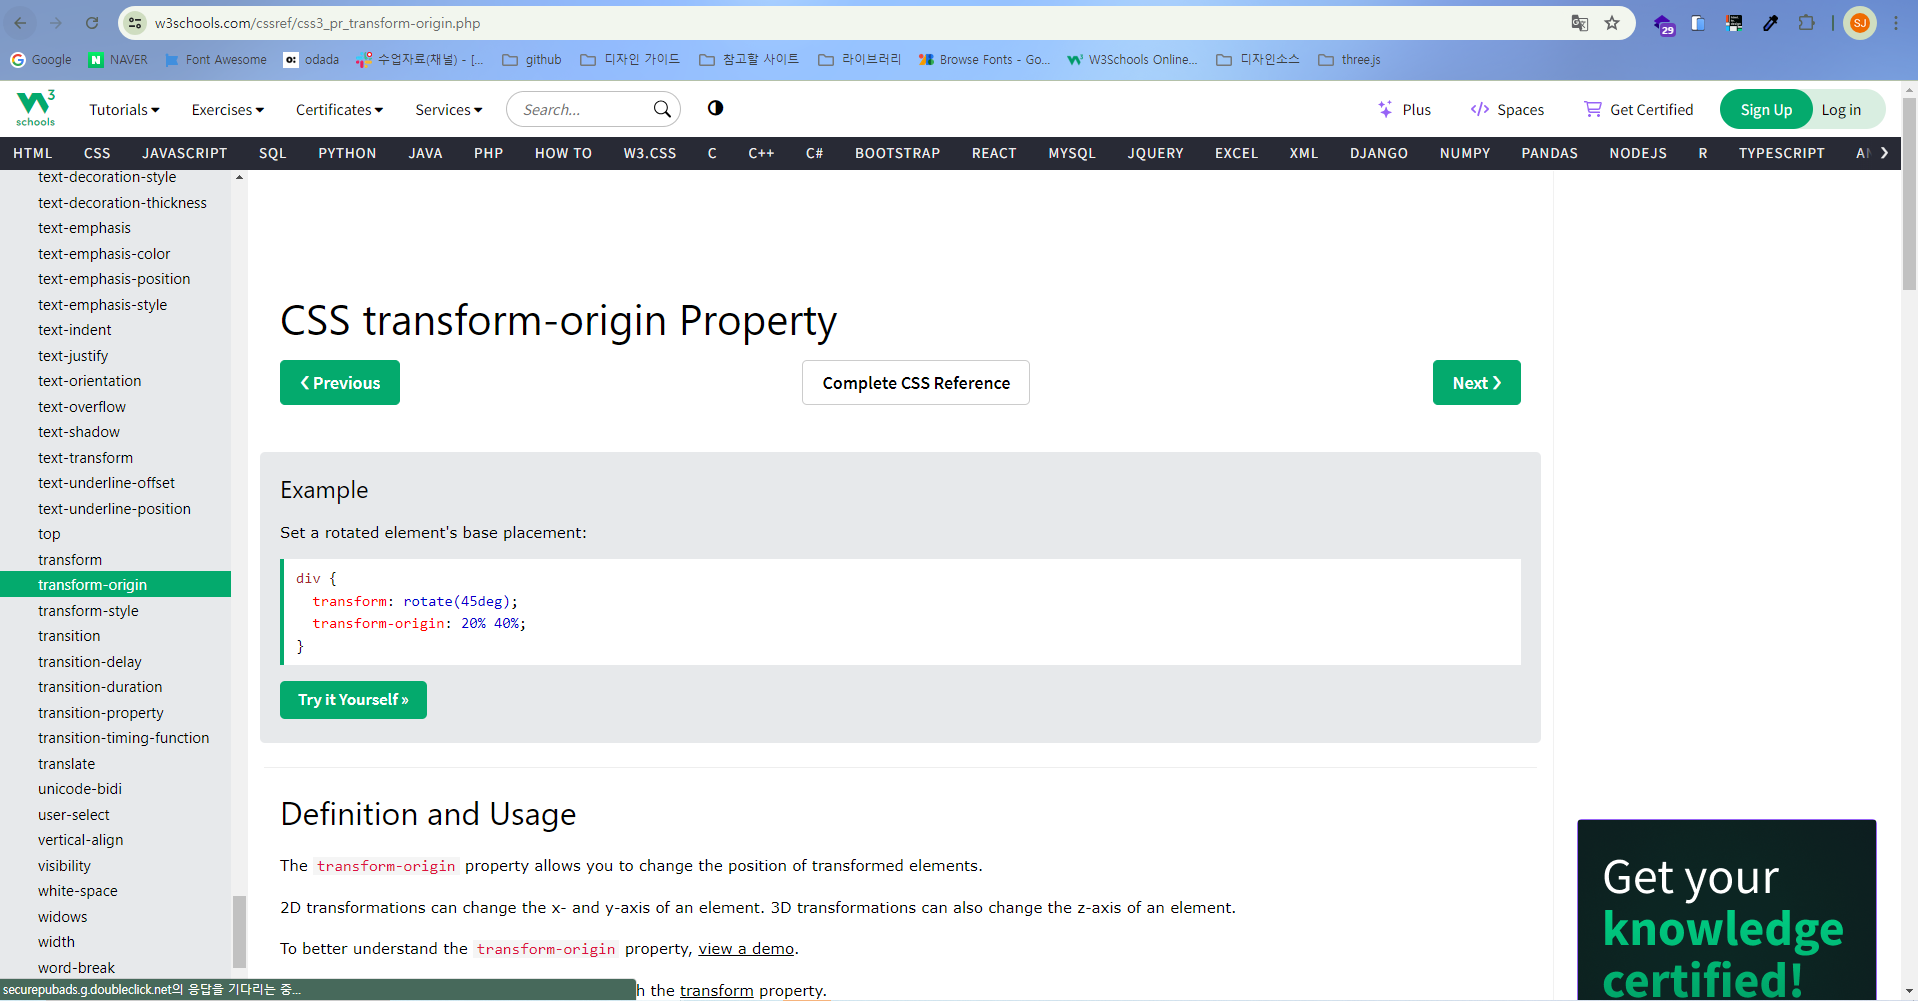 w3schools.com/cssref/css3_pr_transform-origin.php
29
SJ
Google
NAVER
Font Awesome
o:
odada
수업자료(채널) - [...
github
디자인 가이드
참고할 사이트
라이브러리
Browse Fonts - Go...
W3Schools Online...
디자인소스
three.js
W3
schools
Tutorials
Exercises
Certificates
Services
Search...
Plus
Spaces
Get Certified
Sign Up
Log in
HTML CSS JAVASCRIPT SQL PYTHON JAVA PHP HOW TO W3.CSS C C++ C# BOOTSTRAP REACT MYSQL JQUERY EXCEL XML DJANGO NUMPY PANDAS NODEJS R TYPESCRIPT
text-decoration-style
text-decoration-thickness
text-emphasis
text-emphasis-color
text-emphasis-position
text-emphasis-style
text-indent
text-justify
text-orientation
text-overflow
text-shadow
text-transform
text-underline-offset
text-underline-position
top
transform
transform-origin
transform-style
transition
transition-delay
transition-duration
transition-property
transition-timing-function
translate
unicode-bidi
user-select
vertical-align
visibility
white-space
widows
width
word-break
CSS transform-origin Property
❮ Previous
Complete CSS Reference
Next ❯
Example
Set a rotated element's base placement:
div {
transform: rotate(45deg);
transform-origin: 20% 40%;
}
Try it Yourself »
Definition and Usage
The transform-origin property allows you to change the position of transformed elements.
2D transformations can change the x- and y-axis of an element. 3D transformations can also change the z-axis of an element.
To better understand the transform-origin property, view a demo.
h the transform property.
Get your
knowledge
certified!
securepubads.g.doubleclick.net의 응답을 기다리는 중...